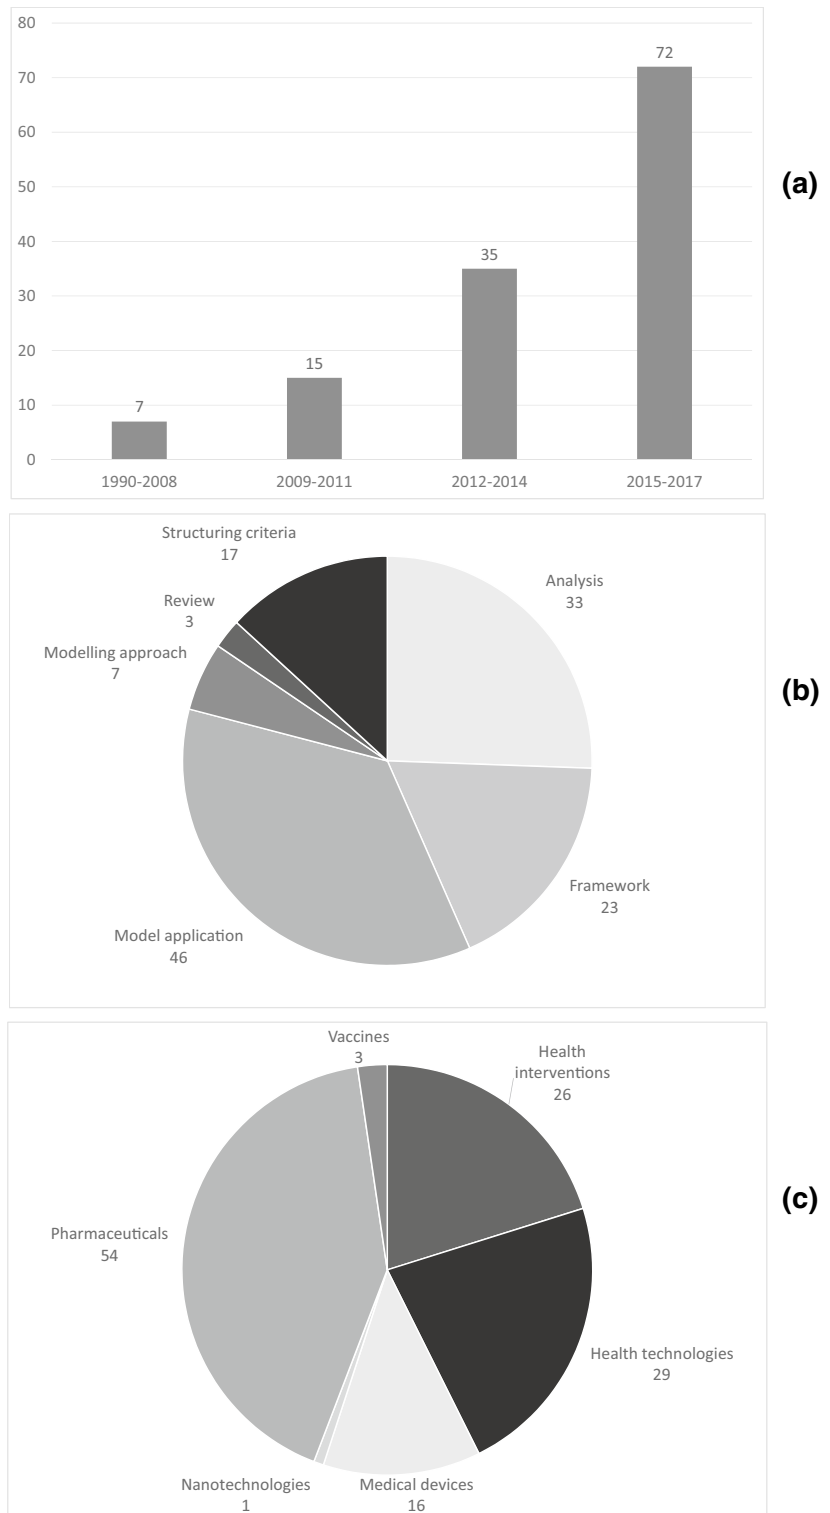 80
70
60
50
40
30
20
10
0
7
15
35
72
1990-2008
2009-2011
2012-2014
2015-2017
(a)
Structuring criteria
17
Review
3
Modelling approach
7
Analysis
33
Framework
23
Model application
46
(b)
Vaccines
3
Health
interventions
26
Pharmaceuticals
54
Health technologies
29
Nanotechnologies
1
Medical devices
16
(c)